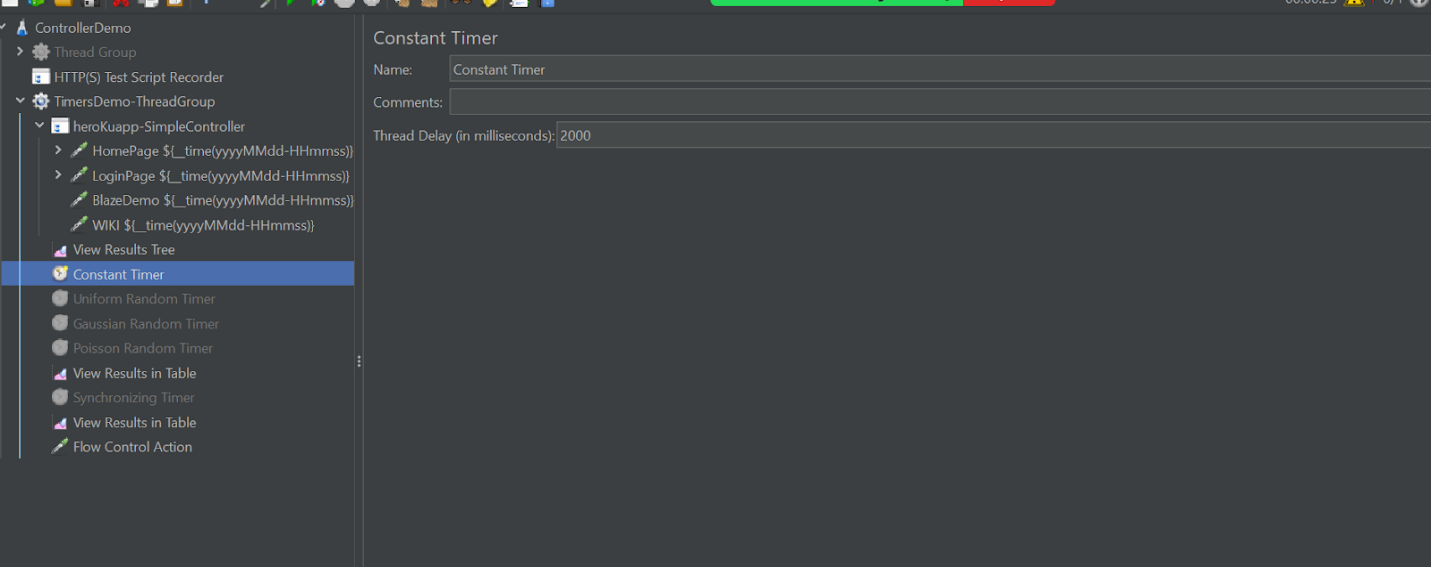 ControllerDemo
Thread Group
HTTP(S) Test Script Recorder
TimersDemo-ThreadGroup
heroKuapp-SimpleController
HomePage ${__time(yyyyMMdd-HHmmss)}
LoginPage ${__time(yyyyMMdd-HHmmss)}
BlazeDemo ${__time(yyyyMMdd-HHmmss)}
WIKI ${__time(yyyyMMdd-HHmmss)}
View Results Tree
Constant Timer
Uniform Random Timer
Gaussian Random Timer
Poisson Random Timer
View Results in Table
Synchronizing Timer
View Results in Table
Flow Control Action
Constant Timer
Name: Constant Timer
Comments:
Thread Delay (in milliseconds): 2000